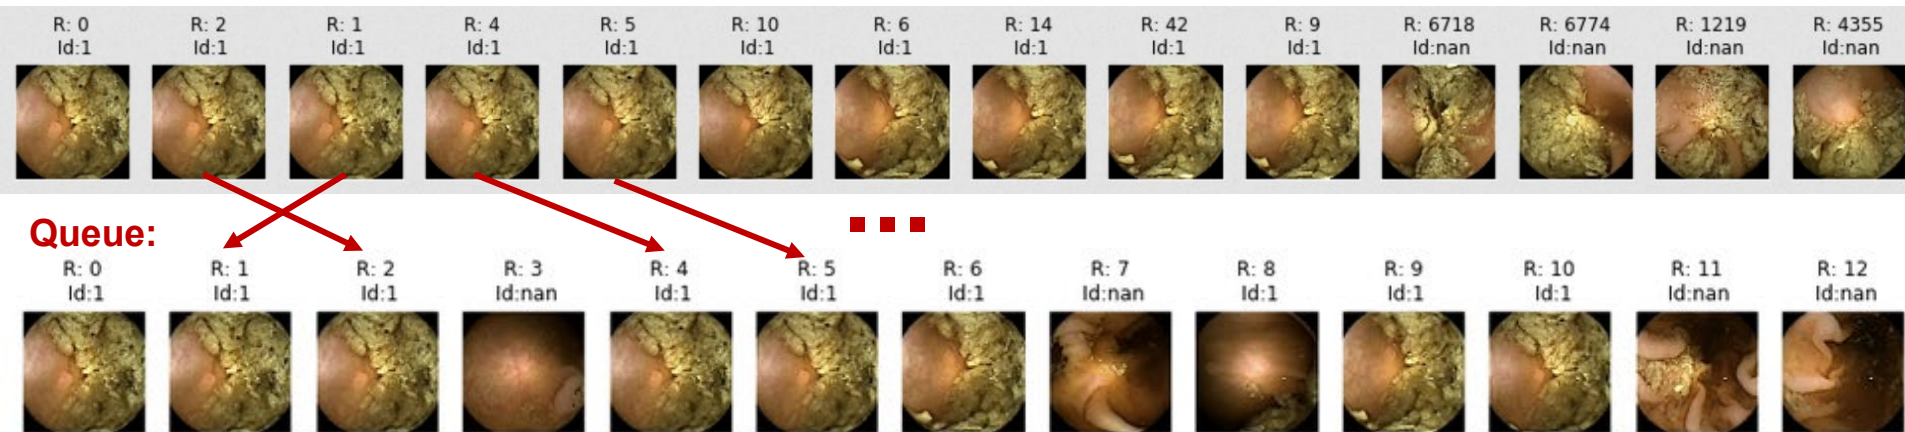 R: 0 R: 2 R: 1 R: 4 R: 5 R: 10 R: 6 R: 14 R: 42 R: 9 R: 6718 R: 6774 R: 1219 R: 4355
Id:1 Id:1 Id:1 Id:1 Id:1 Id:1 Id:1 Id:1 Id:1 Id:1 Id:nan Id:nan Id:nan Id:nan
Queue:
R: 0 R: 1 R: 2 R: 3 R: 4 R: 5 R: 6 R: 7 R: 8 R: 9 R: 10 R: 11 R: 12
Id:1 Id:1 Id:1 Id:nan Id:1 Id:1 Id:1 Id:nan Id:1 Id:1 Id:1 Id:nan Id:nan